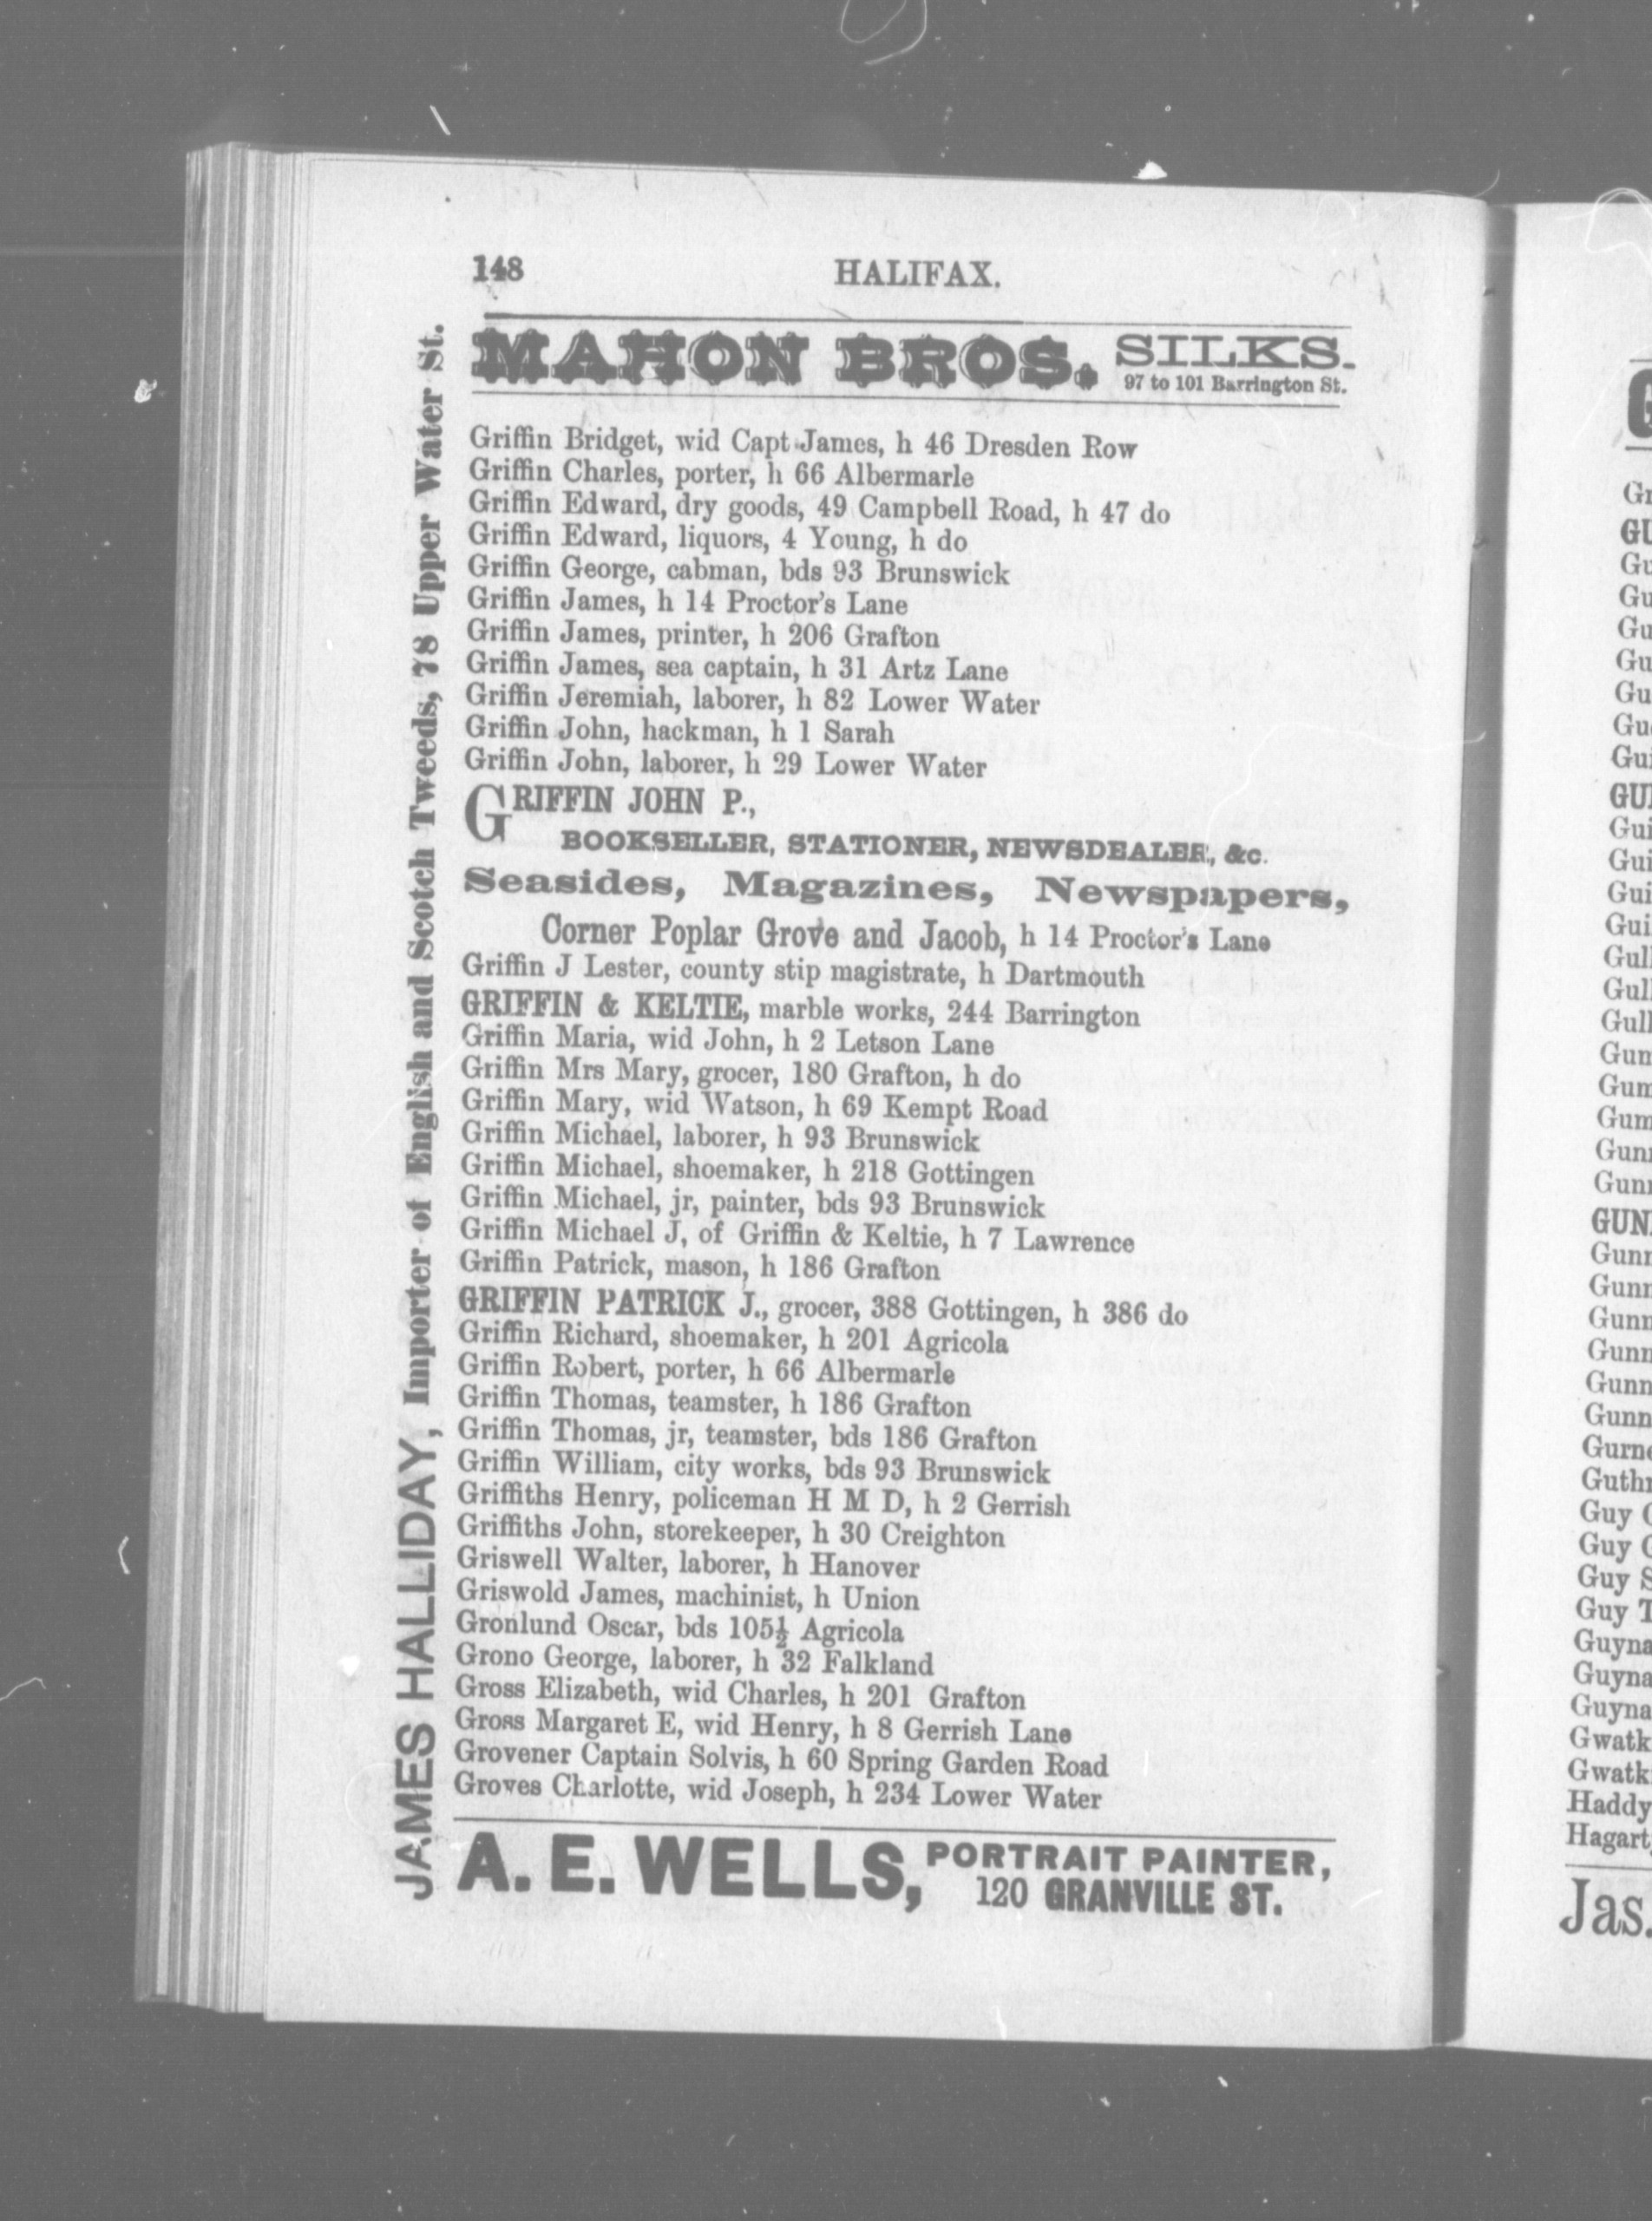 148 HALIFAX.
MAHON BROS. SILKS.
97 to 101 Barrington St.
JAMES HALLIDAY, Importer of English and Scotch Tweeds, 78 Upper Water St.
Griffin Bridget, wid Capt James, h 46 Dresden Row
Griffin Charles, porter, h 66 Albermarle
Griffin Edward, dry goods, 49 Campbell Road, h 47 do
Griffin Edward, liquors, 4 Young, h do
Griffin George, cabman, bds 93 Brunswick
Griffin James, h 14 Proctor's Lane
Griffin James, printer, h 206 Grafton
Griffin James, sea captain, h 31 Artz Lane
Griffin Jeremiah, laborer, h 82 Lower Water
Griffin John, hackman, h 1 Sarah
Griffin John, laborer, h 29 Lower Water
GRIFFIN JOHN P.,
BOOKSELLER, STATIONER, NEWSDEALER, &c.
Seasides, Magazines, Newspapers,
Corner Poplar Grove and Jacob, h 14 Proctor's Lane
Griffin J Lester, county stip magistrate, h Dartmouth
GRIFFIN & KELTIE, marble works, 244 Barrington
Griffin Maria, wid John, h 2 Letson Lane
Griffin Mrs Mary, grocer, 180 Grafton, h do
Griffin Mary, wid Watson, h 69 Kempt Road
Griffin Michael, laborer, h 93 Brunswick
Griffin Michael, shoemaker, h 218 Gottingen
Griffin Michael, jr, painter, bds 93 Brunswick
Griffin Michael J, of Griffin & Keltie, h 7 Lawrence
Griffin Patrick, mason, h 186 Grafton
GRIFFIN PATRICK J., grocer, 388 Gottingen, h 386 do
Griffin Richard, shoemaker, h 201 Agricola
Griffin Robert, porter, h 66 Albermarle
Griffin Thomas, teamster, h 186 Grafton
Griffin Thomas, jr, teamster, bds 186 Grafton
Griffin William, city works, bds 93 Brunswick
Griffiths Henry, policeman H M D, h 2 Gerrish
Griffiths John, storekeeper, h 30 Creighton
Griswell Walter, laborer, h Hanover
Griswold James, machinist, h Union
Gronlund Oscar, bds 105½ Agricola
Grono George, laborer, h 32 Falkland
Gross Elizabeth, wid Charles, h 201 Grafton
Gross Margaret E, wid Henry, h 8 Gerrish Lane
Grovener Captain Solvis, h 60 Spring Garden Road
Groves Charlotte, wid Joseph, h 234 Lower Water
A. E. WELLS, PORTRAIT PAINTER,
120 GRANVILLE ST.
Guy
Guy
Guy
Guy
Jas.